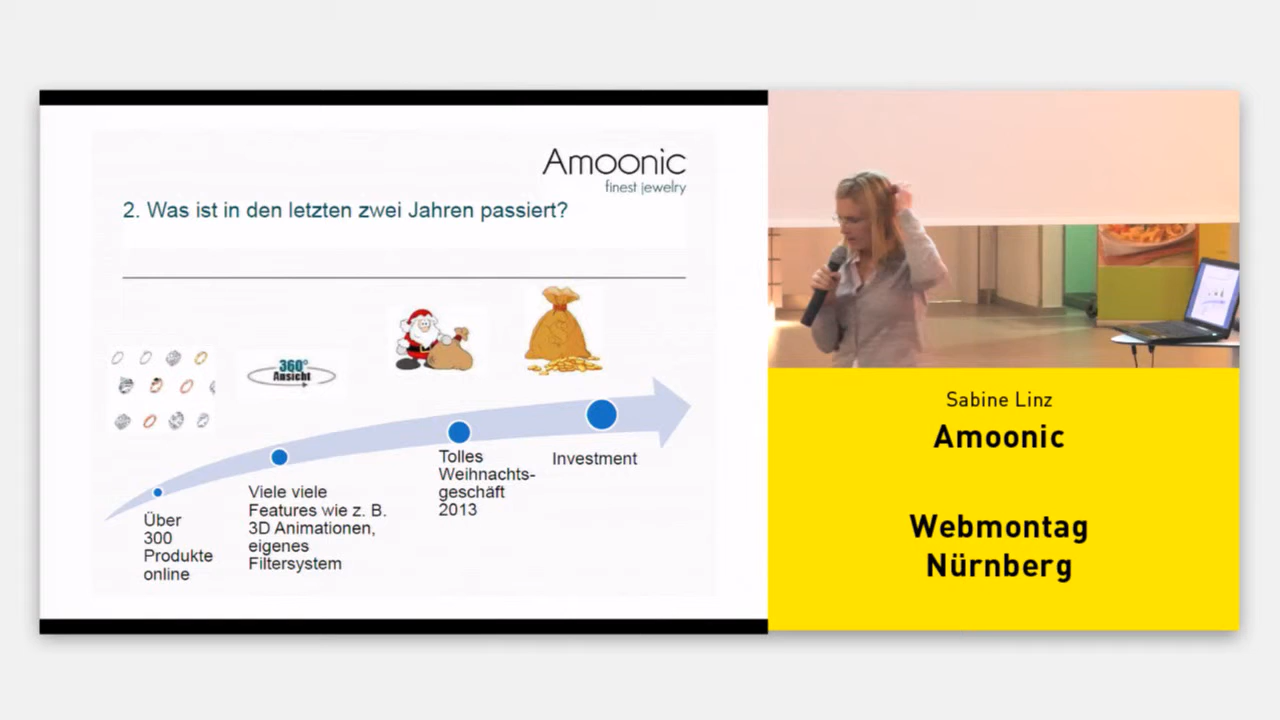 Amoonic
finest jewelry
2. Was ist in den letzten zwei Jahren passiert?
360°
Ansicht
Über
300
Produkte
online
Viele viele
Features wie z. B.
3D Animationen,
eigenes
Filtersystem
Tolles
Weihnachts-
geschäft
2013
Investment
Sabine Linz
Amoonic
Webmontag
Nürnberg